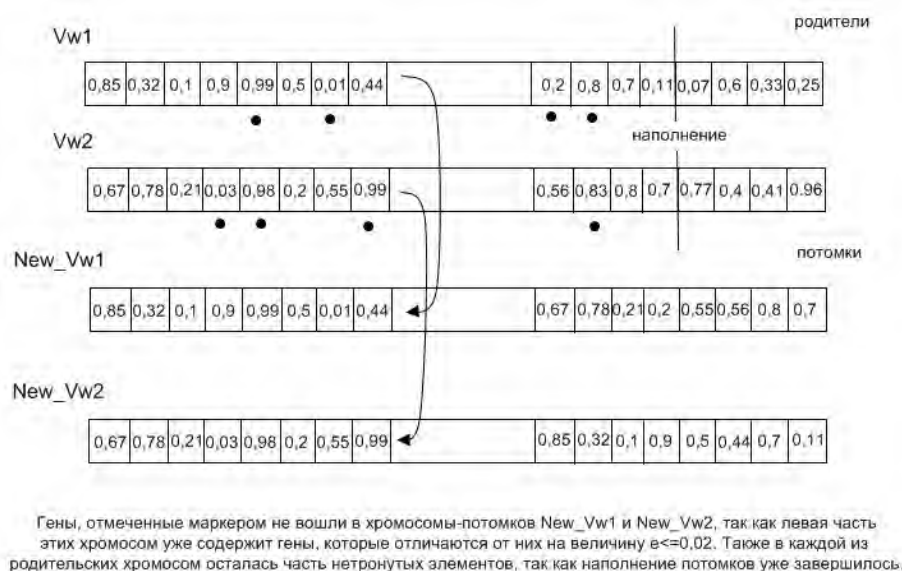 родители
Vw1
0,85 0,32 0,1 0,9 0,99 0,5 0,01 0,44 0,2 0,8 0,7 0,11 0,07 0,6 0,33 0,25
наполнение
Vw2
0,67 0,78 0,21 0,03 0,98 0,2 0,55 0,99 0,56 0,83 0,8 0,7 0,77 0,4 0,41 0.96
потомки
New_Vw1
0,85 0,32 0,1 0,9 0,99 0,5 0,01 0,44 0,67 0,78 0,21 0,2 0,55 0,56 0,8 0,7
New_Vw2
0,67 0,78 0,21 0,03 0,98 0,2 0,55 0,99 0,85 0,32 0,1 0,9 0,5 0,44 0,7 0,11
Гены, отмеченные маркером не вошли в хромосомы-потомков New_Vw1 и New_Vw2, так как левая часть
этих хромосом уже содержит гены, которые отличаются от них на величину e<=0,02. Также в каждой из
родительских хромосом осталась часть нетронутых элементов, так как наполнение потомков уже завершилось.